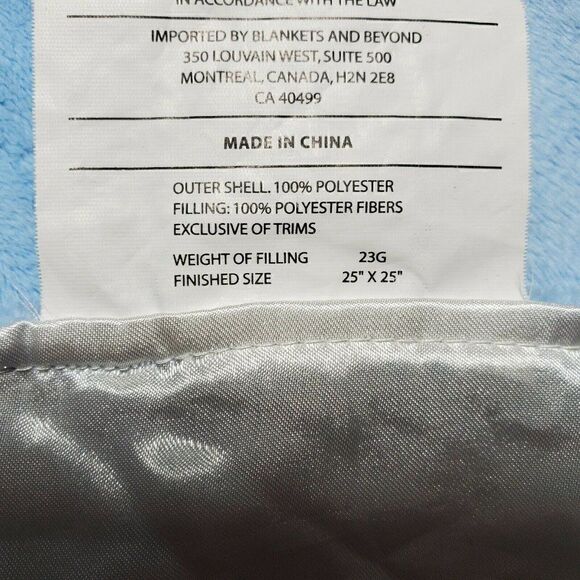 IN ACCORDANCE WITH THE LAW
IMPORTED BY BLANKETS AND BEYOND
350 LOUVAIN WEST, SUITE 500
MONTREAL, CANADA, H2N 2E8
CA 40499
MADE IN CHINA
OUTER SHELL. 100% POLYESTER
FILLING: 100% POLYESTER FIBERS
EXCLUSIVE OF TRIMS
WEIGHT OF FILLING 23G
FINISHED SIZE 25" X 25"